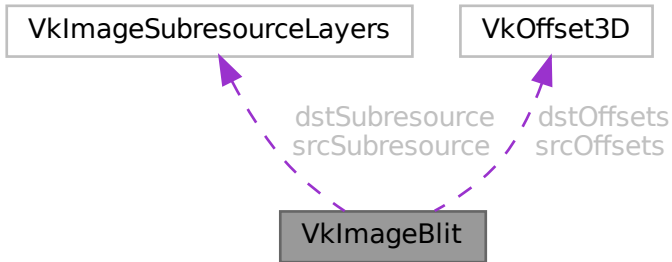 VkImageSubresourceLayers
VkOffset3D
dstSubresource
srcSubresource
dstOffsets
srcOffsets
VkImageBlit